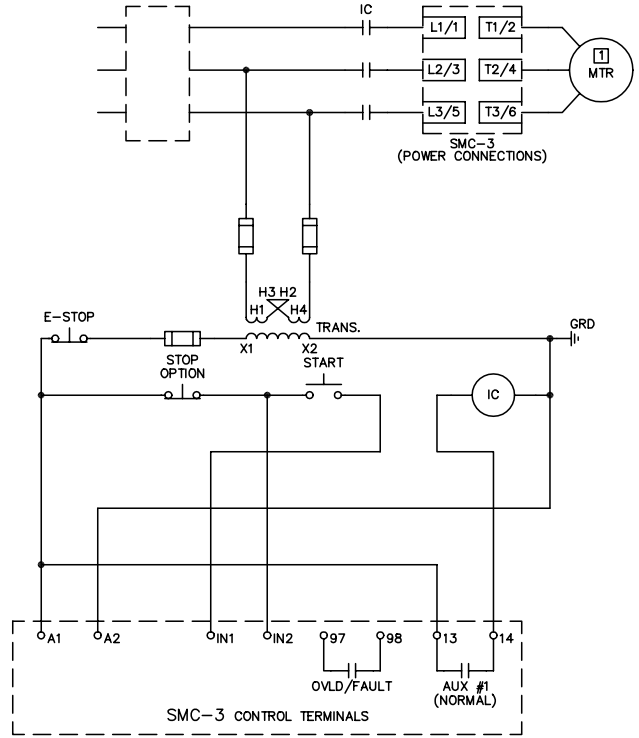 IC
L1/1 T1/2
1
L2/3 T2/4 MTR
L3/5 T3/6
SMC-3
(POWER CONNECTIONS)
H3 H2
H1 H4
E-STOP
TRANS.
GRD
X1 X2
STOP
OPTION
START
IC
A1 A2 IN1 IN2 97 98 13 14
OVLD/FAULT
AUX #1
(NORMAL)
SMC-3 CONTROL TERMINALS